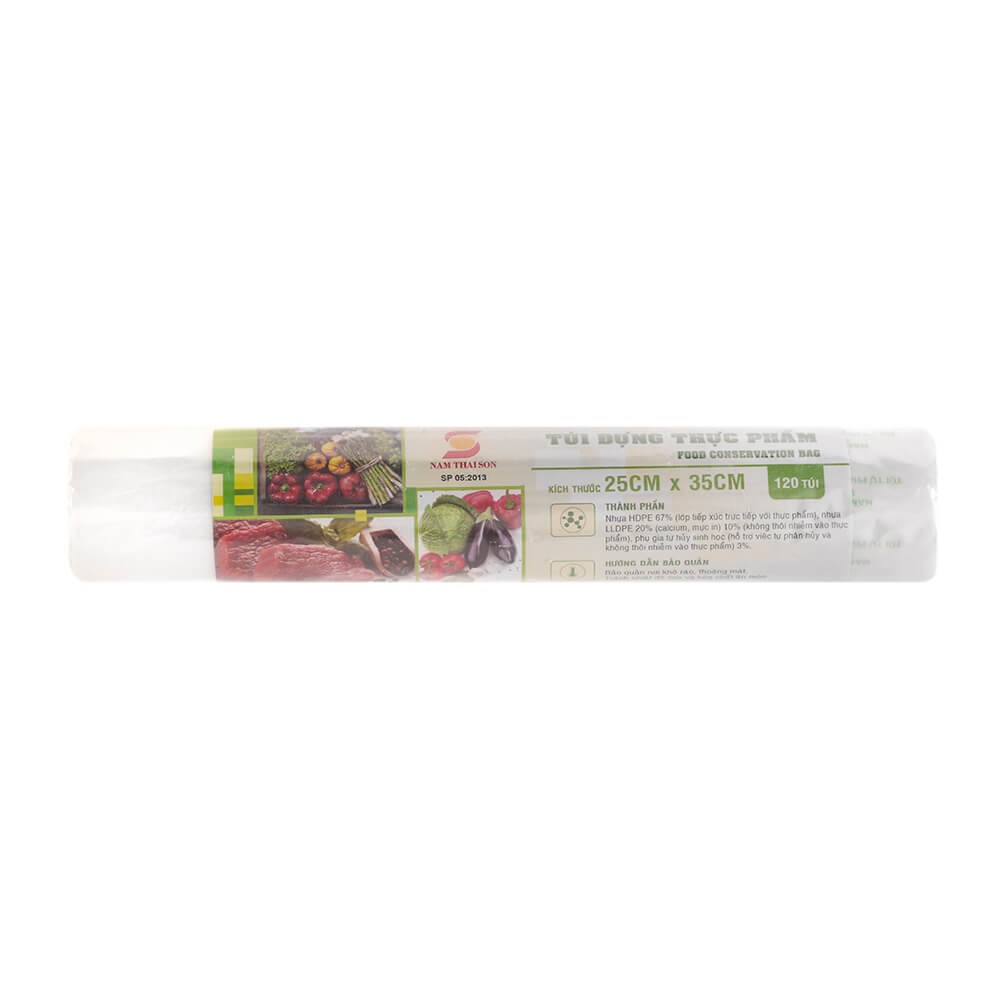 NAM THAI SON
SP 05:2013
TÚI ĐỰNG THỰC PHẨM
FOOD CONSERVATION BAG
KÍCH THƯỚC 25CM x 35CM
120 TÚI
THÀNH PHẦN
Nhựa HDPE 67% (lớp tiếp xúc trực tiếp với thực phẩm), nhựa
LLDPE 20% (calcium, mực in) 10% (không thôi nhiễm vào thực
phẩm), phụ gia tự hủy sinh học (hỗ trợ việc tự phân hủy và
không thôi nhiễm vào thực phẩm) 3%.
HƯỚNG DẪN BẢO QUẢN
Bảo quản nơi khô ráo, thoáng mát.